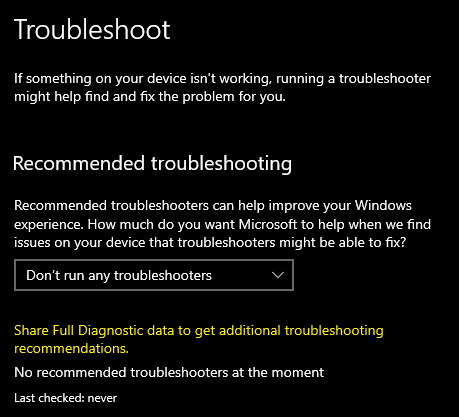 Troubleshoot
If something on your device isn't working, running a troubleshooter
might help find and fix the problem for you.
Recommended troubleshooting
Recommended troubleshooters can help improve your Windows
experience. How much do you want Microsoft to help when we find
issues on your device that troubleshooters might be able to fix?
Don't run any troubleshooters
Share Full Diagnostic data to get additional troubleshooting
recommendations.
No recommended troubleshooters at the moment
Last checked: never